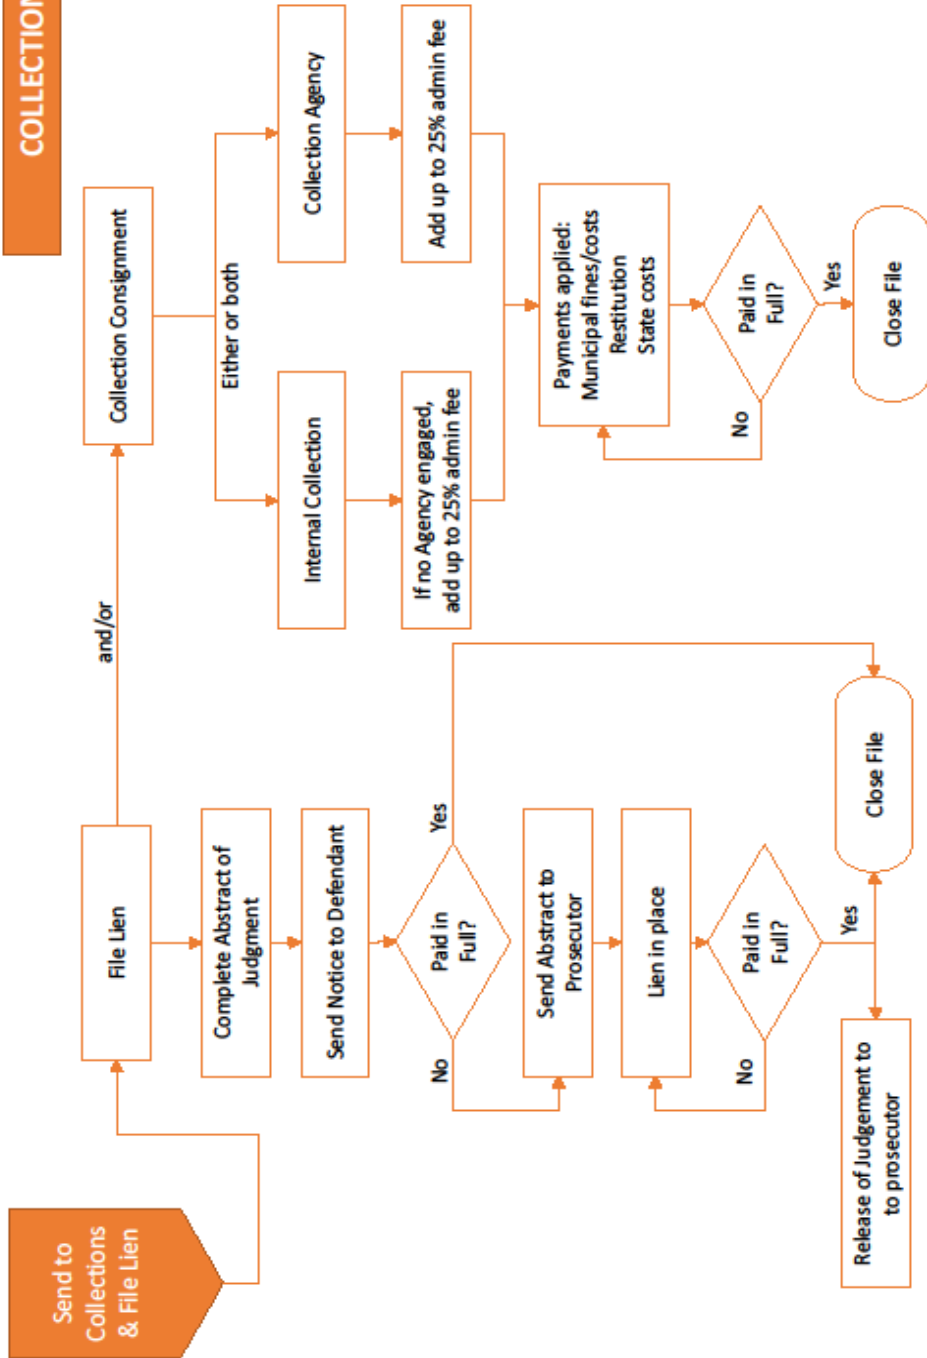 COLLECTION
Send to
Collections
& File Lien
File Lien
and/or
Collection Consignment
Complete Abstract of
Judgment
Send Notice to Defendant
Paid in
Full?
Yes
No
Send Abstract to
Prosecutor
Lien in place
Paid in
Full?
No
Yes
Release of Judgement to
to prosecutor
Close File
Either or both
Internal Collection
Collection Agency
If no Agency engaged,
add up to 25% admin fee
Add up to 25% admin fee
Payments applied:
Municipal fines/costs
Restitution
State costs
Paid in
Full?
No
Yes
Close File